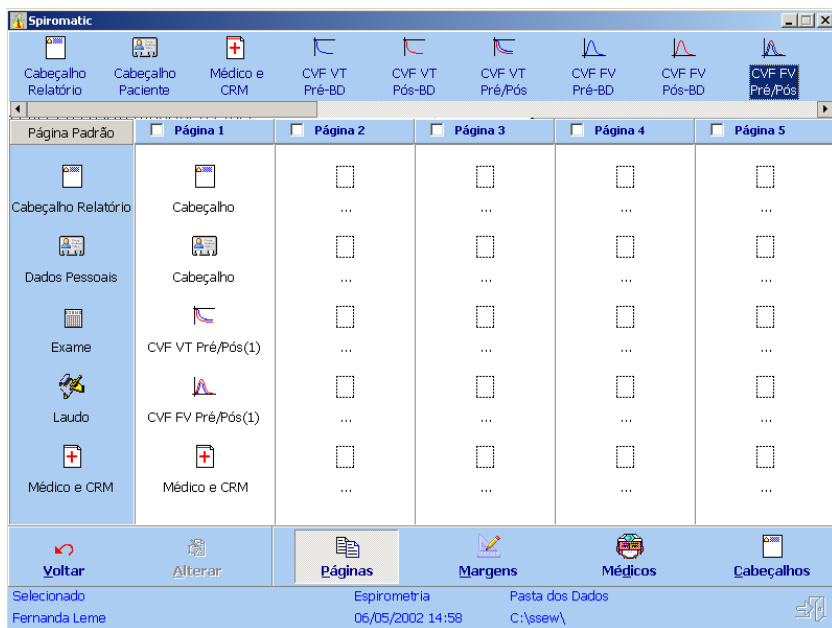 Spiromatic
Cabeçalho Relatório
Cabeçalho Paciente
Médico e CRM
CVF VT Pré-BD
CVF VT Pós-BD
CVF VT Pré/Pós
CVF FV Pré-BD
CVF FV Pós-BD
CVF FV Pré/Pós
Página Padrão Página 1 Página 2 Página 3 Página 4 Página 5
Cabeçalho Relatório Cabeçalho ... ... ... ...
Dados Pessoais Cabeçalho ... ... ... ...
Exame CVF VT Pré/Pós(1) ... ... ... ...
Laudo CVF FV Pré/Pós(1) ... ... ... ...
Médico e CRM Médico e CRM ... ... ... ...
Voltar Alterar Páginas Margens Médicos Cabeçalhos
Selecionado Espirometria Pasta dos Dados
Fernanda Leme 06/05/2002 14:58 C:\ssew\